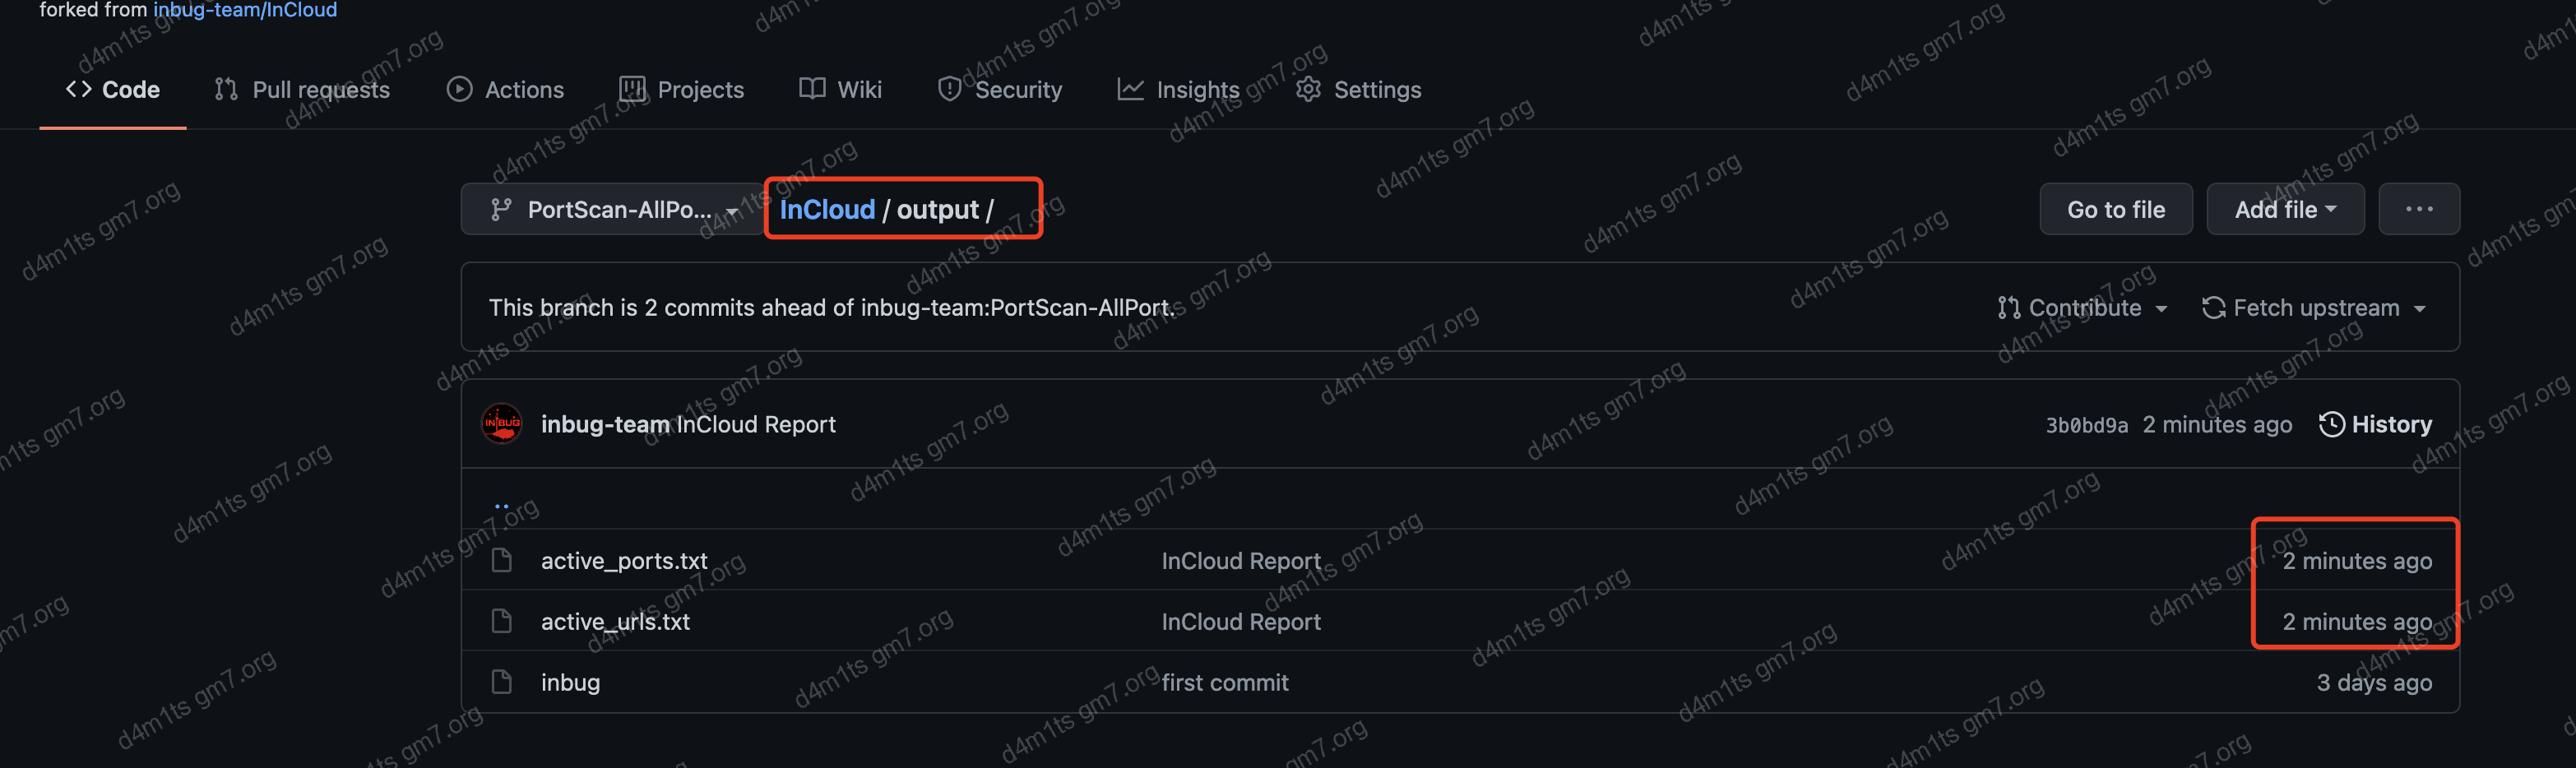 forked from inbug-team/InCloud
Code Pull requests Actions Projects Wiki Security Insights Settings
PortScan-AllPo... InCloud / output / Go to file Add file ...
This branch is 2 commits ahead of inbug-team:PortScan-AllPort. Contribute Fetch upstream
INBUG inbug-team InCloud Report 3b0bd9a 2 minutes ago History
..
active_ports.txt InCloud Report 2 minutes ago
active_urls.txt InCloud Report 2 minutes ago
inbug first commit 3 days ago
d4m1ts gm7.org